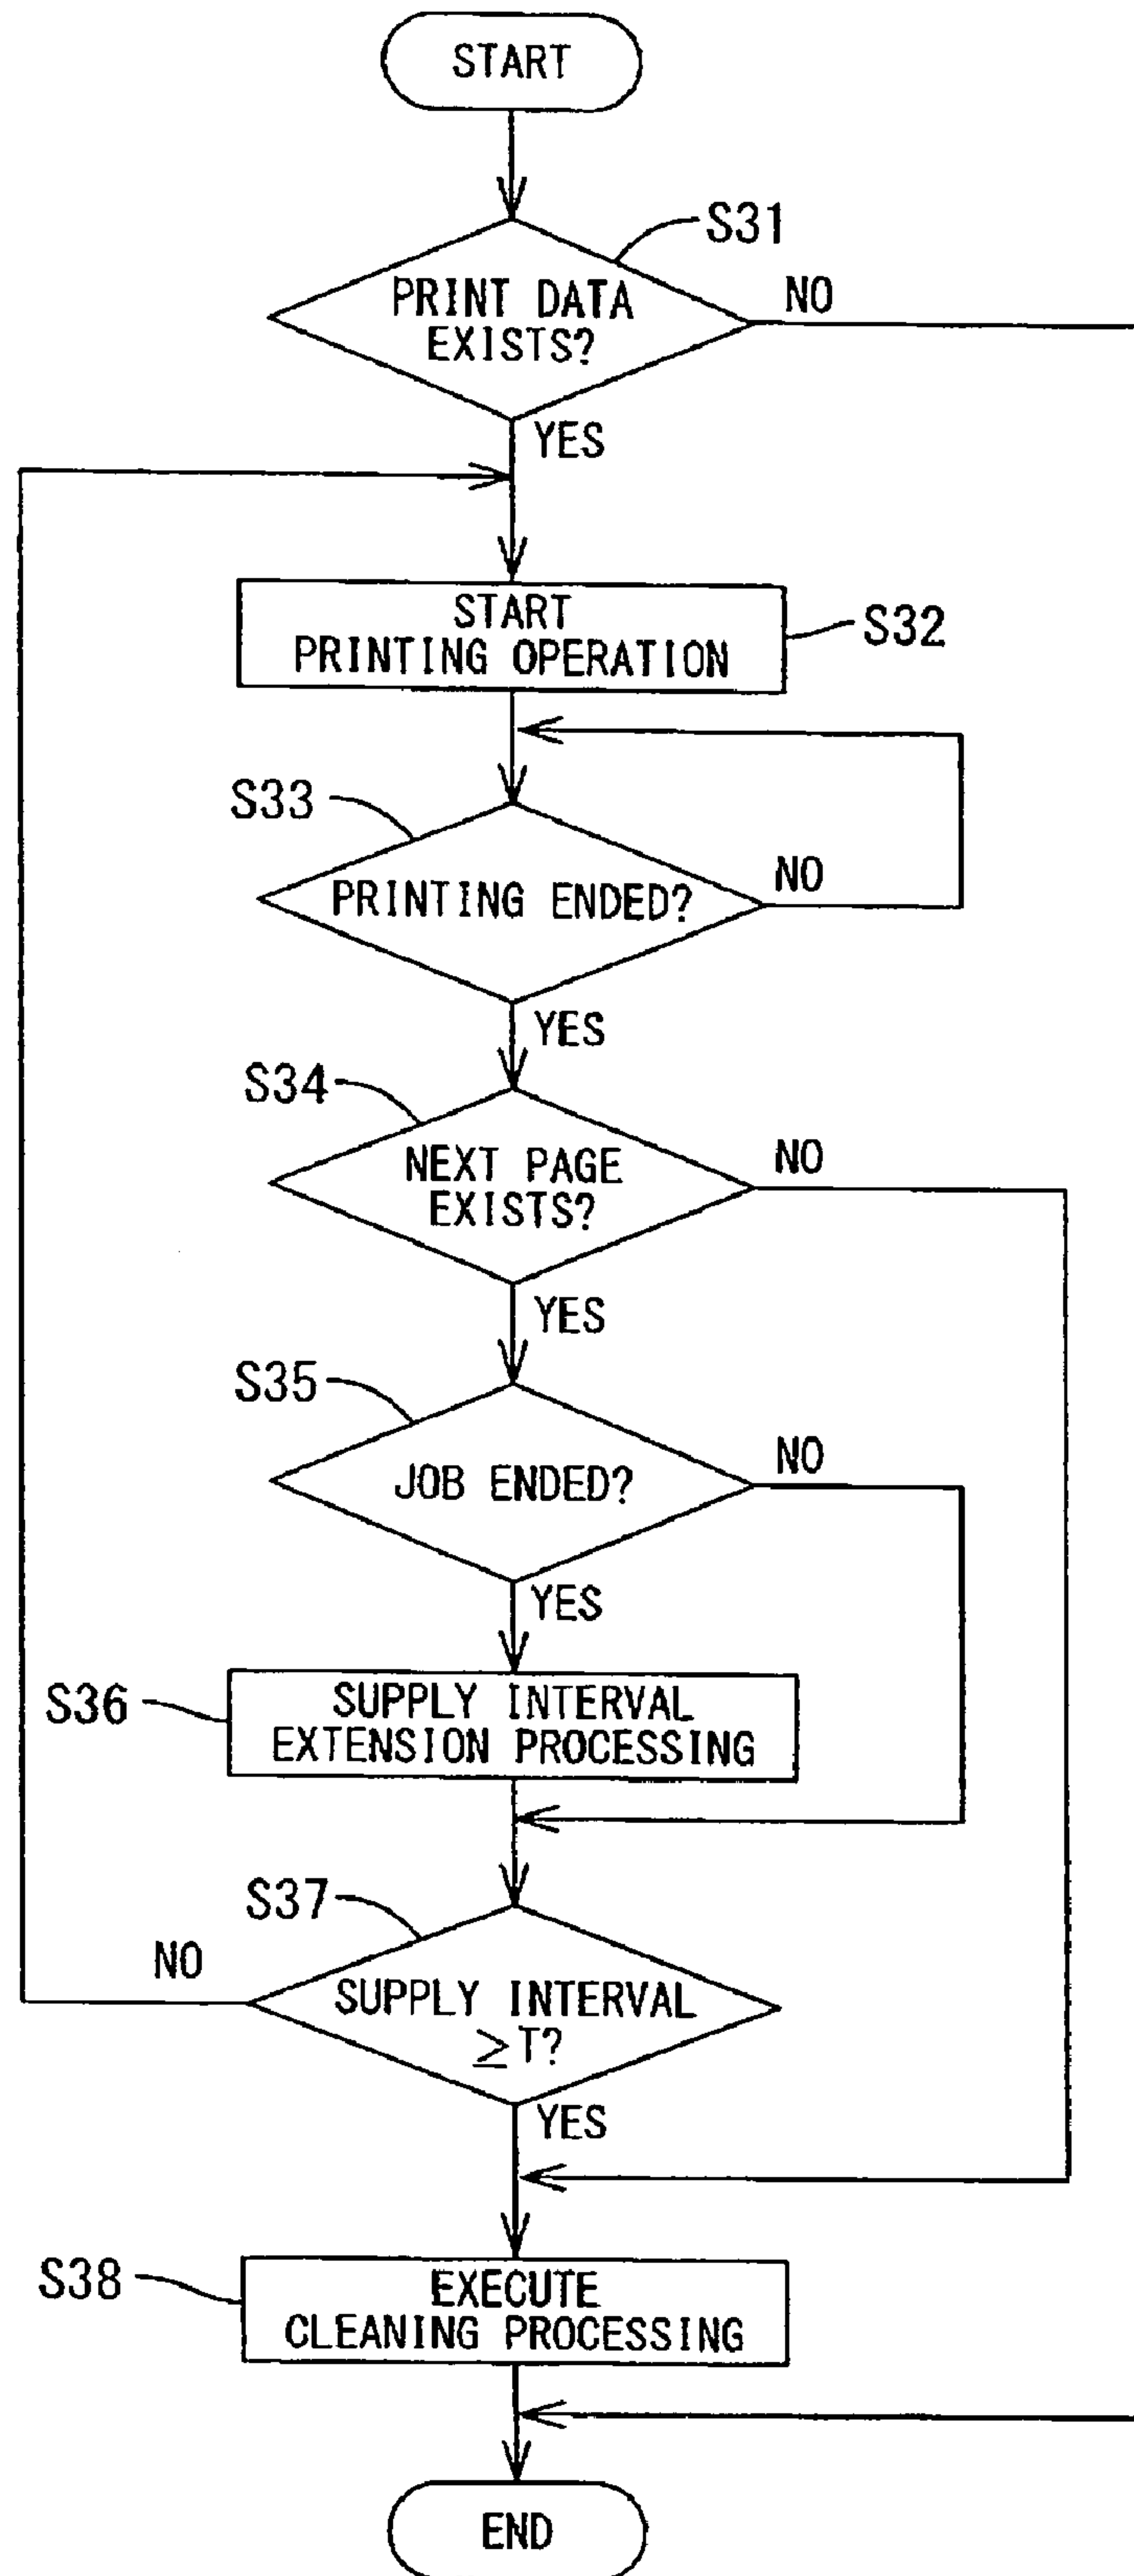 START
S31
PRINT DATA
EXISTS?
NO
YES
START
PRINTING OPERATION
S32
S33
PRINTING ENDED?
NO
YES
S34
NEXT PAGE
EXISTS?
NO
YES
S35
JOB ENDED?
NO
YES
S36
SUPPLY INTERVAL
EXTENSION PROCESSING
S37
NO
SUPPLY INTERVAL
≥T?
YES
S38
EXECUTE
CLEANING PROCESSING
END